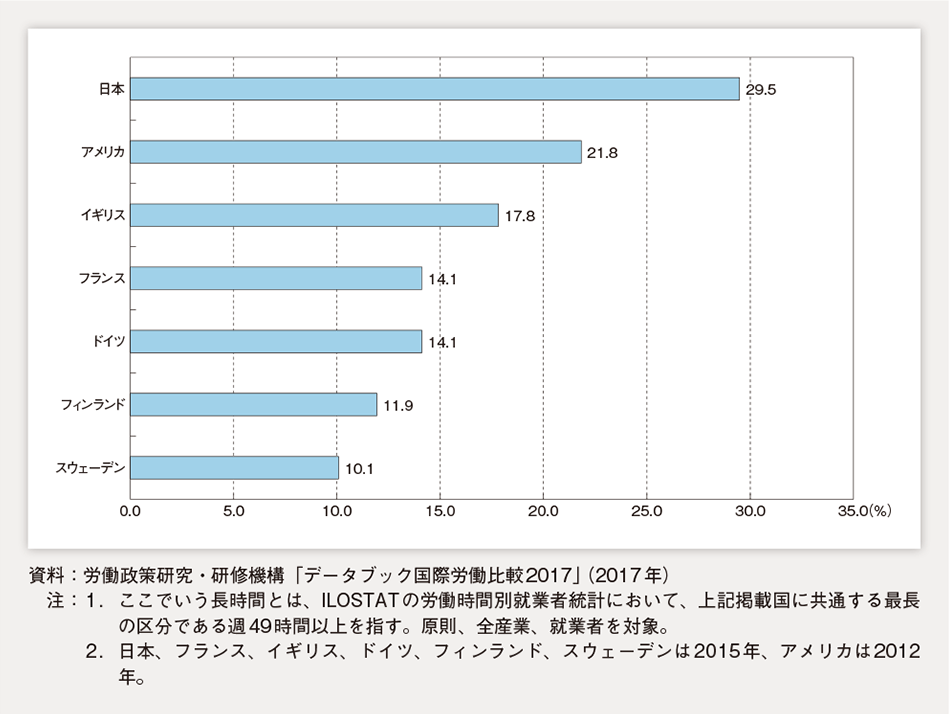 日本 29.5
アメリカ 21.8
イギリス 17.8
フランス 14.1
ドイツ 14.1
フィンランド 11.9
スウェーデン 10.1
0.0 5.0 10.0 15.0 20.0 25.0 30.0 35.0(%)
資料：労働政策研究・研修機構「データブック国際労働比較2017」（2017年）
注：1. ここでいう長時間とは、ILOSTATの労働時間別就業者統計において、上記掲載国に共通する最長
の区分である週49時間以上を指す。原則、全産業、就業者を対象。
2. 日本、フランス、イギリス、ドイツ、フィンランド、スウェーデンは2015年、アメリカは2012
年。